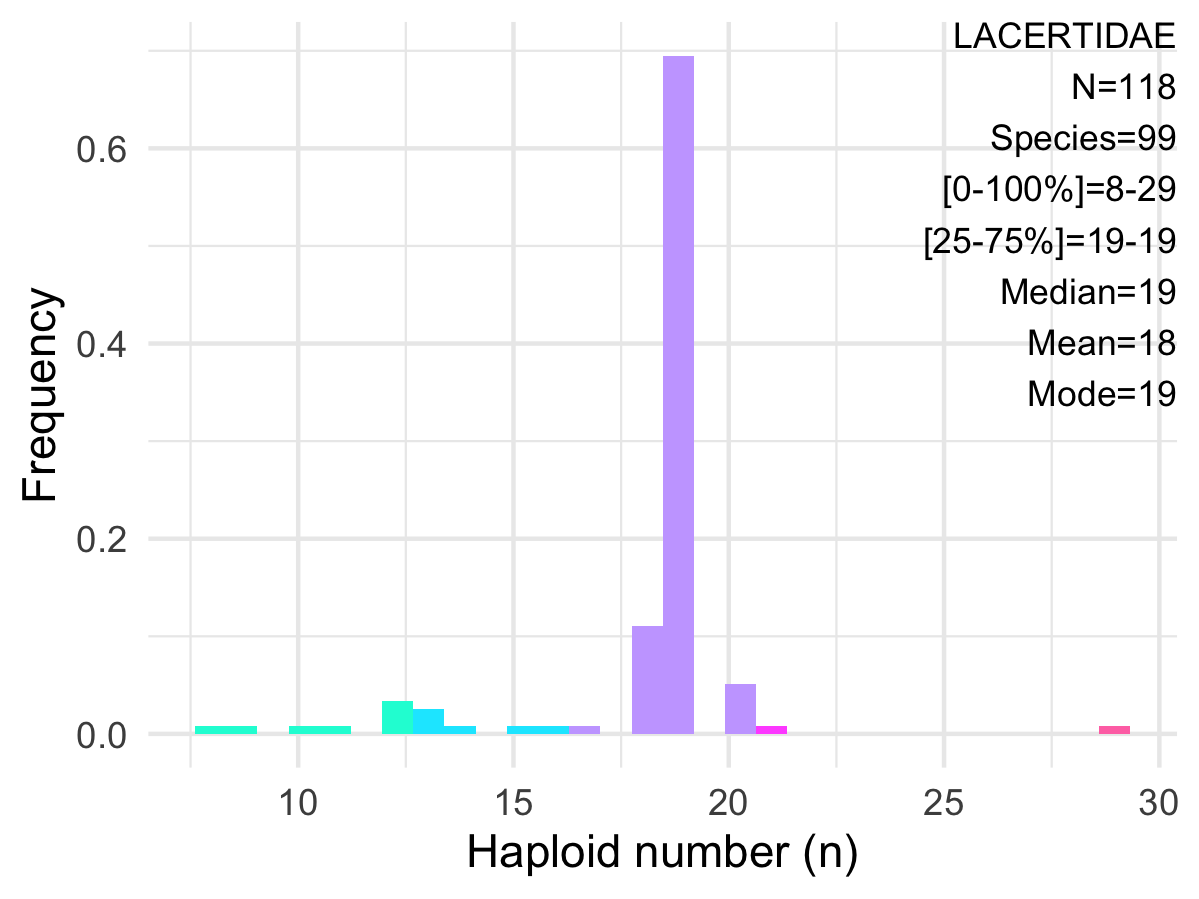 LACERTIDAE
N=118
Species=99
[0-100%]=8-29
[25-75%]=19-19
Median=19
Mean=18
Mode=19
Frequency
0.6
0.4
0.2
0.0
10 15 20 25 30
Haploid number (n)